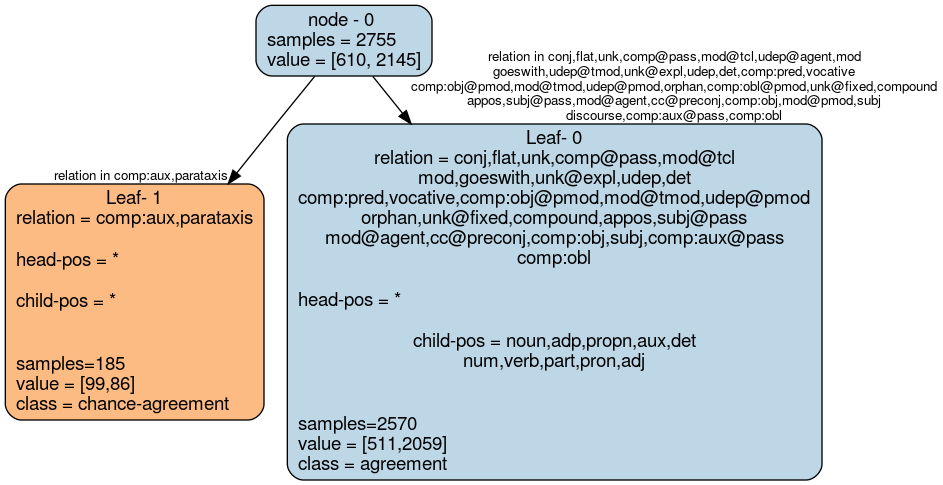 node - 0
samples = 2755
value = [610, 2145]
relation in conj,flat,unk,comp@pass,mod@tcl,udep@agent,mod
goeswith,udep@tmod,unk@expl,udep,det,comp:pred,vocative
comp:obj@pmod,mod@tmod,udep@pmod,orphan,comp:obl@pmod,unk@fixed,compound
appos,subj@pass,mod@agent,cc@preconj,comp:obj,mod@pmod,subj
discourse,comp:aux@pass,comp:obl
relation in comp:aux,parataxis
Leaf- 1
relation = comp:aux,parataxis
head-pos = *
child-pos = *
samples=185
value = [99,86]
class = chance-agreement
Leaf- 0
relation = conj,flat,unk,comp@pass,mod@tcl
mod,goeswith,unk@expl,udep,det
comp:pred,vocative,comp:obj@pmod,mod@tmod,udep@pmod
orphan,unk@fixed,compound,appos,subj@pass
mod@agent,cc@preconj,comp:obj,subj,comp:aux@pass
comp:obl
head-pos = *
child-pos = noun,adp,propn,aux,det
num,verb,part,pron,adj
samples=2570
value = [511,2059]
class = agreement